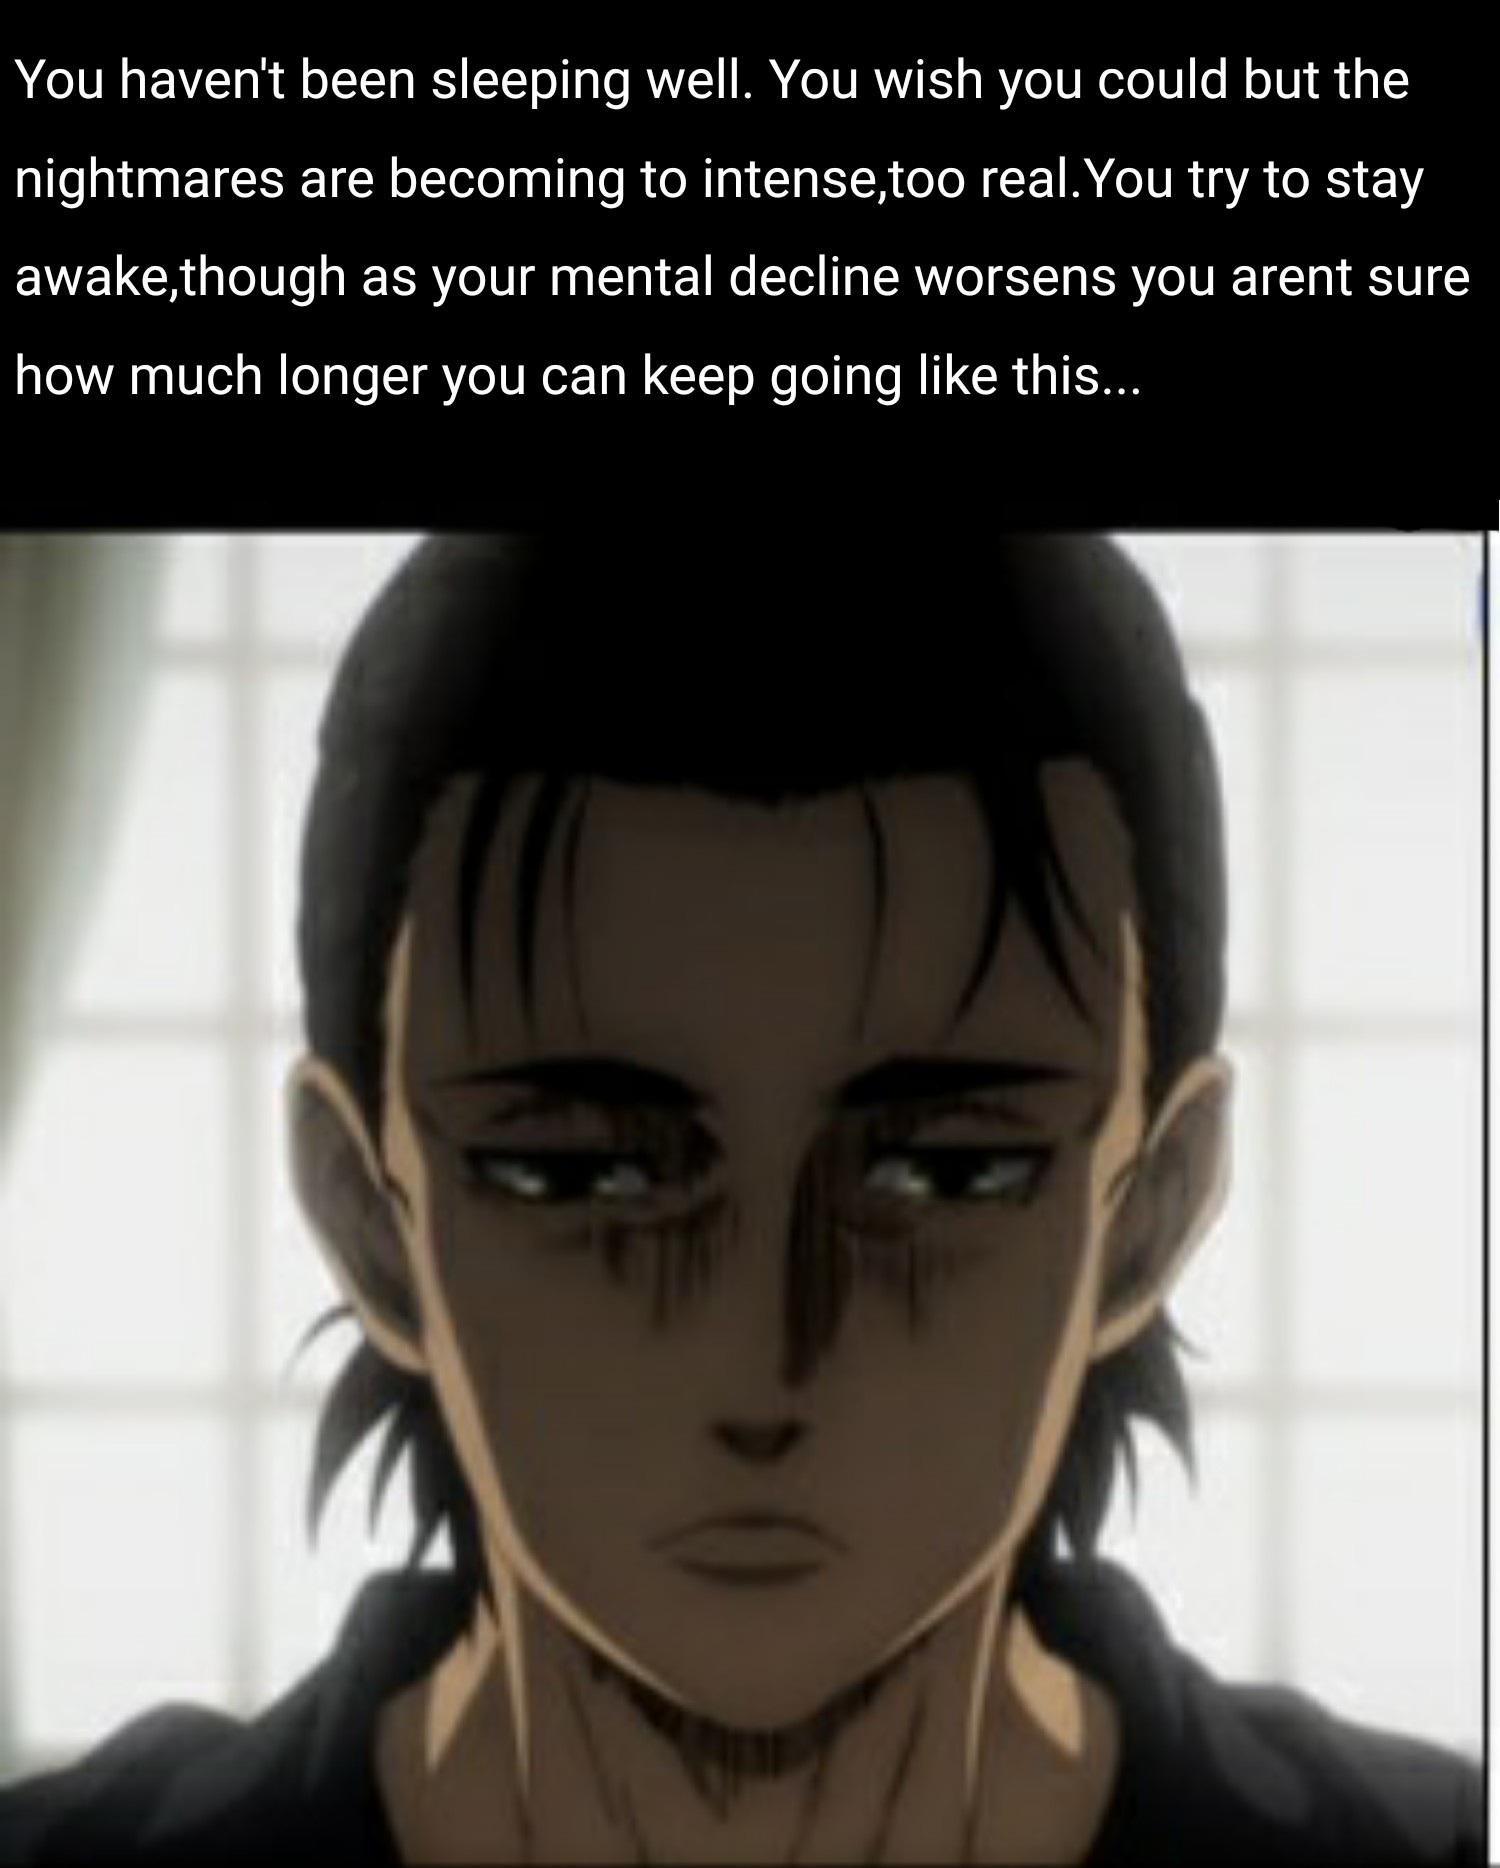 You haven't been sleeping well. You wish you could but the
nightmares are becoming to intense,too real.You try to stay
awake,though as your mental decline worsens you arent sure
how much longer you can keep going like this...